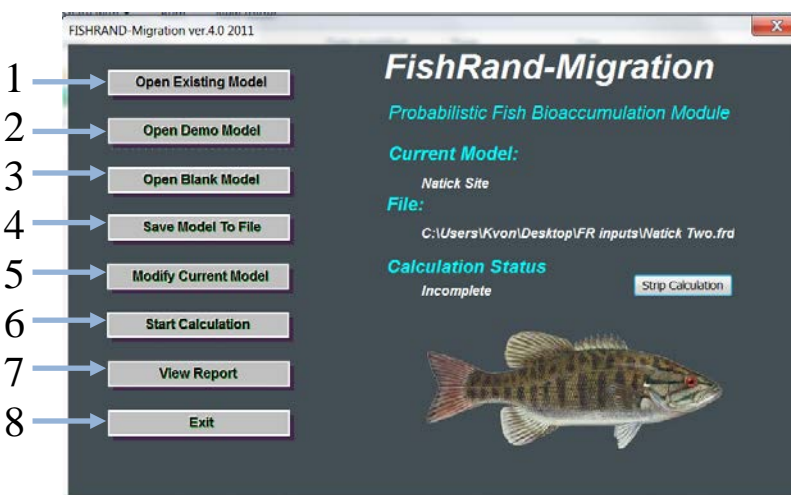 FISHRAND-Migration ver.4.0 2011
X
FishRand-Migration
Probabilistic Fish Bioaccumulation Module
Current Model:
Natick Site
File:
C:\Users\Kvon\Desktop\FR inputs\Natick Two.frd
Calculation Status
Incomplete
Strip Calculation
1 Open Existing Model
2 Open Demo Model
3 Open Blank Model
4 Save Model To File
5 Modify Current Model
6 Start Calculation
7 View Report
8 Exit